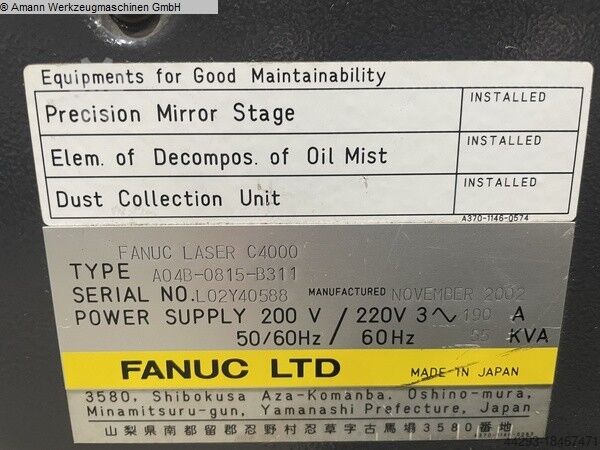 © Amann Werkzeugmaschinen GmbH
Equipments for Good Maintainability
Precision Mirror Stage INSTALLED
Elem. of Decompos. of Oil Mist INSTALLED
Dust Collection Unit INSTALLED
A370-1146-0574
FANUC LASER C4000
TYPE A04B-0815-B311
SERIAL NO. L02Y40588 MANUFACTURED NOVEMBER 2002
POWER SUPPLY 200 V / 220V 3~ 190 A
50/60Hz / 60Hz 65 KVA
FANUC LTD MADE IN JAPAN
3580, Shibokusa Aza-Komanba. Oshino-mura,
Minamitsuru-gun, Yamanashi Prefecture, Japan
山梨県南都留郡忍野村忍草字古馬場3580番地
44293-18467471